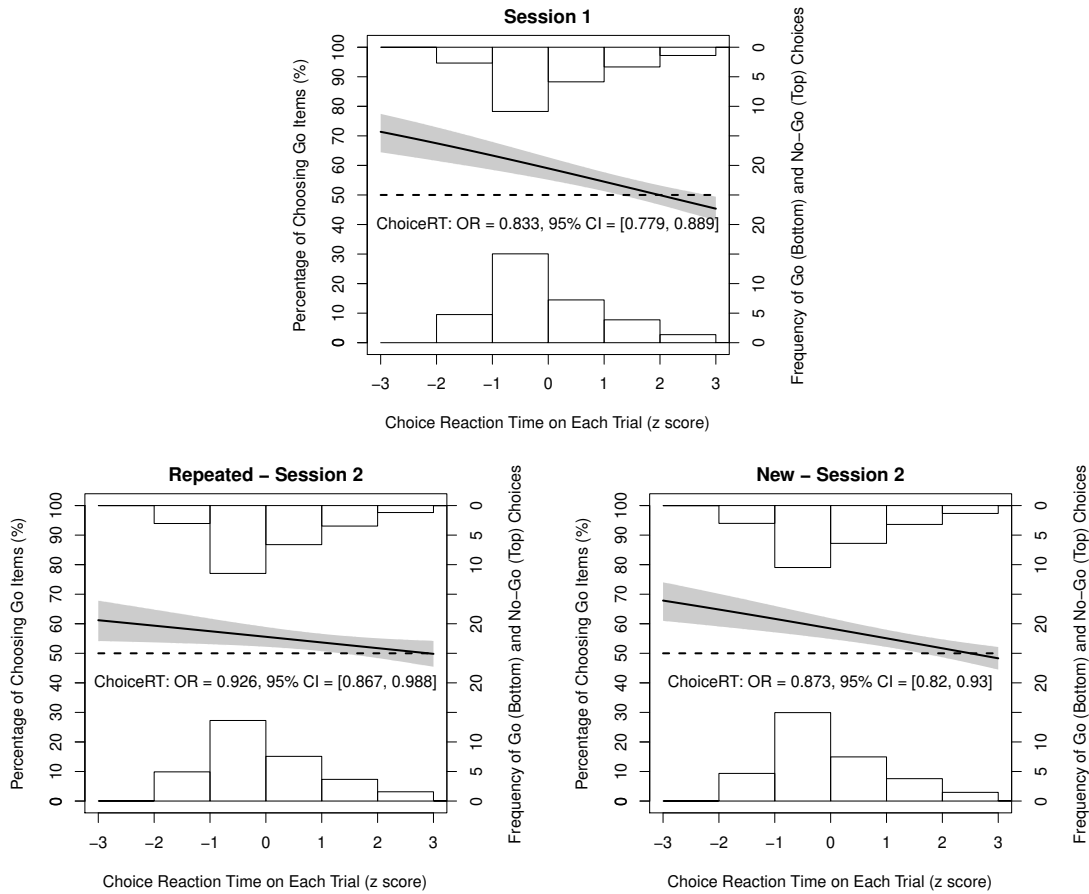 Session 1
Percentage of Choosing Go Items (%)
0 10 20 30 40 50 60 70 80 90 100
ChoiceRT: OR = 0.833, 95% CI = [0.779, 0.889]
0 5 10 20
20 10 5 0
Frequency of Go (Bottom) and No−Go (Top) Choices
−3 −2 −1 0 1 2 3
Choice Reaction Time on Each Trial (z score)
Repeated − Session 2
Percentage of Choosing Go Items (%)
0 10 20 30 40 50 60 70 80 90 100
ChoiceRT: OR = 0.926, 95% CI = [0.867, 0.988]
0 5 10 20
20 10 5 0
Frequency of Go (Bottom) and No−Go (Top) Choices
−3 −2 −1 0 1 2 3
Choice Reaction Time on Each Trial (z score)
New − Session 2
Percentage of Choosing Go Items (%)
0 10 20 30 40 50 60 70 80 90 100
ChoiceRT: OR = 0.873, 95% CI = [0.82, 0.93]
0 5 10 20
20 10 5 0
Frequency of Go (Bottom) and No−Go (Top) Choices
−3 −2 −1 0 1 2 3
Choice Reaction Time on Each Trial (z score)